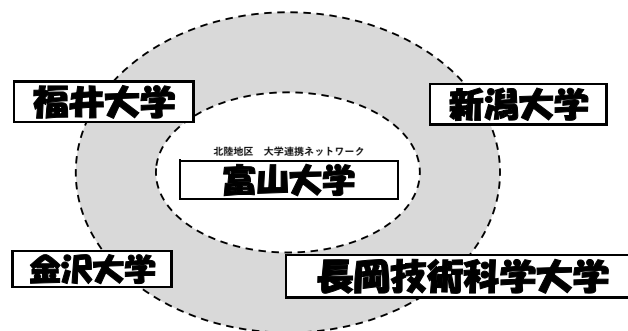 福井大学
新潟大学
北陸地区　大学連携ネットワーク
富山大学
金沢大学
長岡技術科学大学